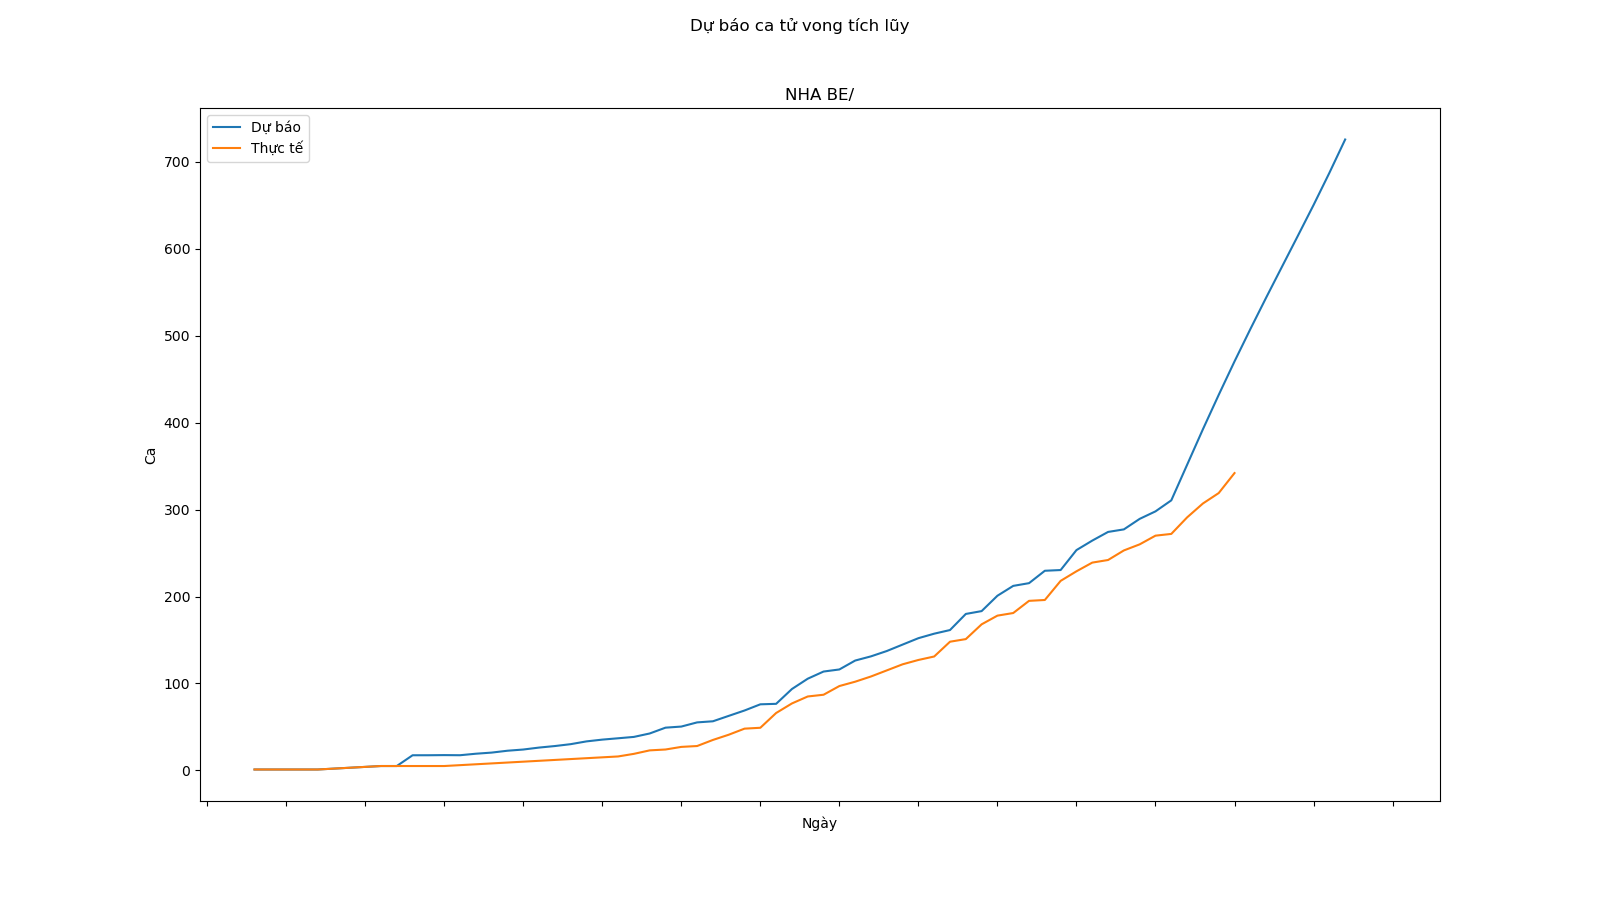 Dự báo ca tử vong tích lũy
NHA BE/
Dự báo
Thực tế
700
600
500
400
300
200
100
0
Ca
Ngày